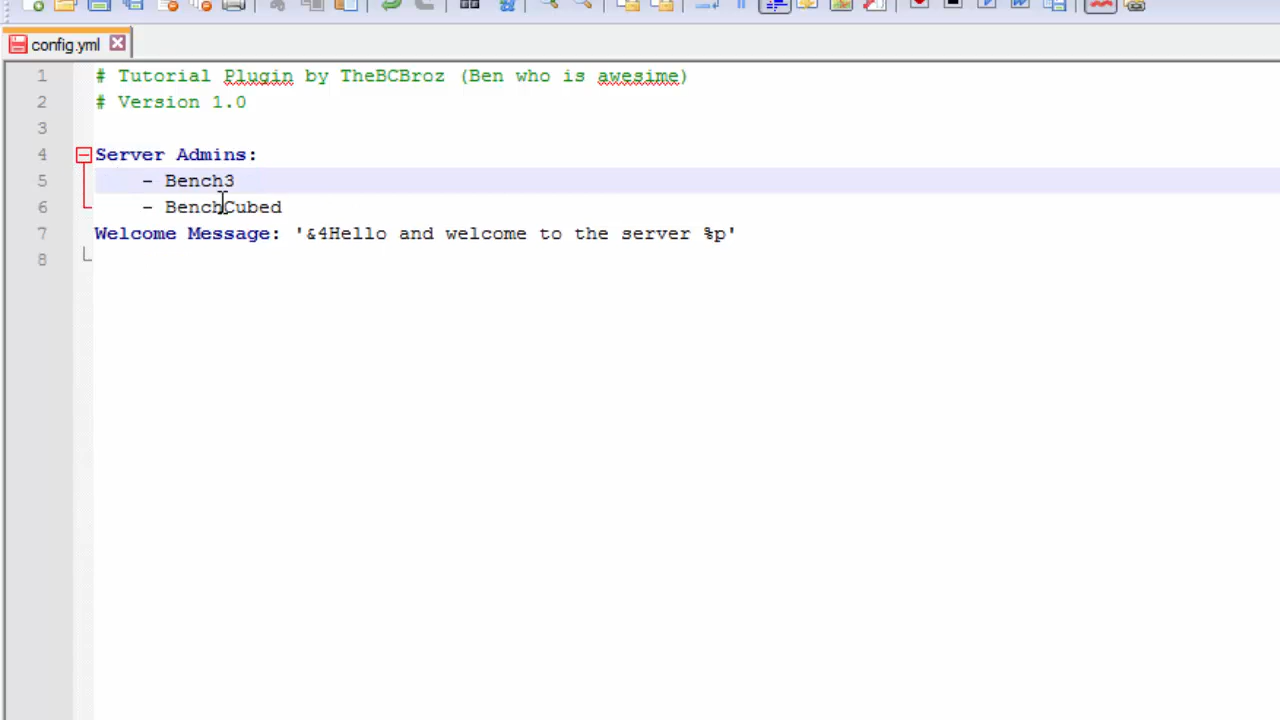 config.yml
1 # Tutorial Plugin by TheBCBroz (Ben who is awesime)
2 # Version 1.0
3
4 Server Admins:
5 - Bench3
6 - BenchCubed
7 Welcome Message: '&4Hello and welcome to the server %p'
8